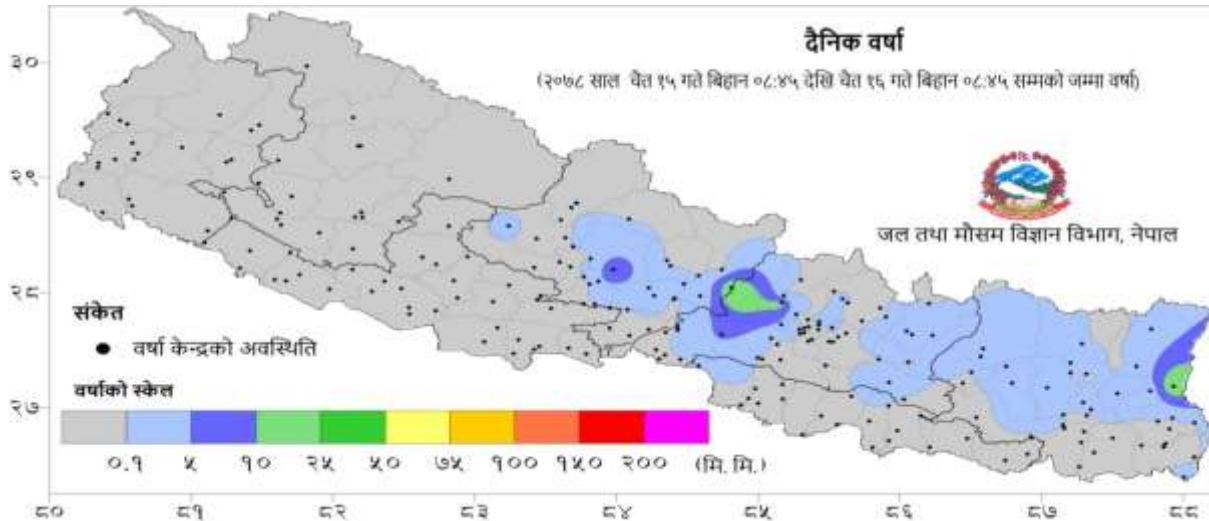 दैनिक वर्षा
(२०७८ साल चैत १५ गते बिहान ०८:४५ देखि चैत १६ गते बिहान ०८:४५ सम्मको जम्मा वर्षा)
जल तथा मौसम विज्ञान विभाग, नेपाल
३०
२९
२८
२७
संकेत
वर्षा केन्द्रको अवस्थिति
वर्षाको स्केल
०.१ ५ १० २५ ५० ७५ १०० १५० २०० (मि.मि.)
८० ८१ ८२ ८३ ८४ ८५ ८६ ८७ ८८